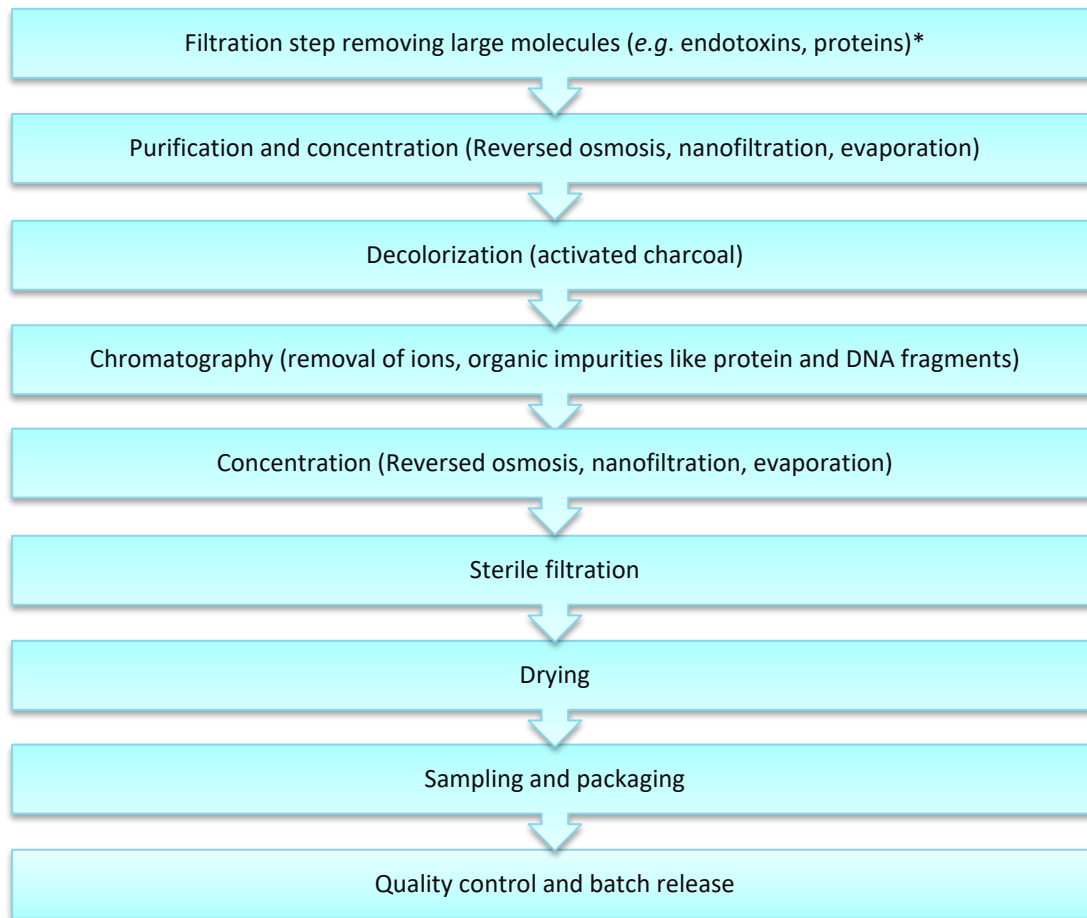 Filtration step removing large molecules (e.g. endotoxins, proteins)*
Purification and concentration (Reversed osmosis, nanofiltration, evaporation)
Decolorization (activated charcoal)
Chromatography (removal of ions, organic impurities like protein and DNA fragments)
Concentration (Reversed osmosis, nanofiltration, evaporation)
Sterile filtration
Drying
Sampling and packaging
Quality control and batch release